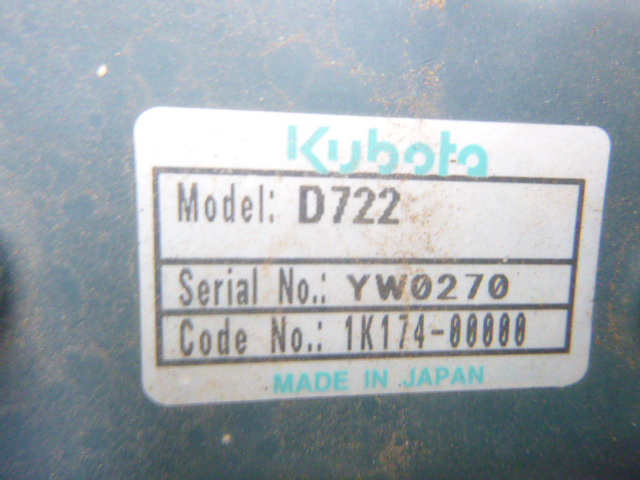 Kubota
Model: D722
Serial No.: YW0270
Code No.: 1K174-00000
MADE IN JAPAN